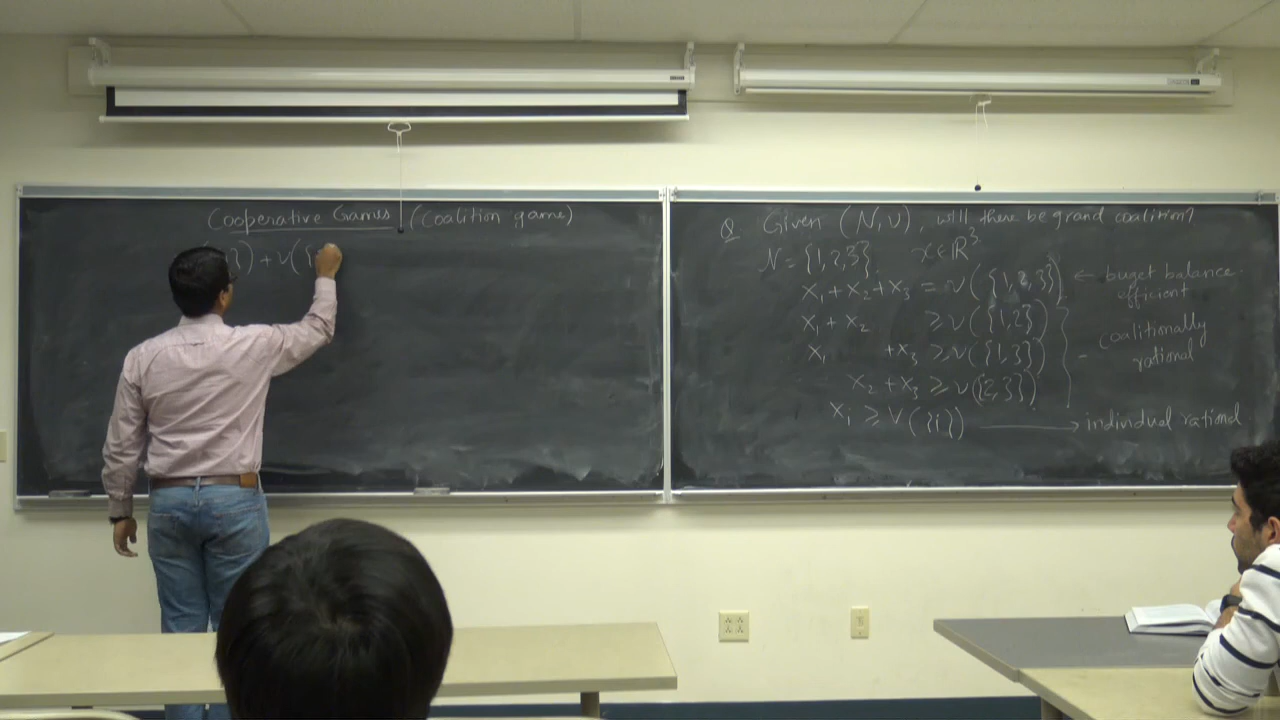 Cooperative Games (Coalition game)
}) + v({
Q Given (N,v), will there be grand coalition?
N = {1,2,3} x∈ℝ³
x₁+x₂+x₃ = v({1,2,3}) ← buget balance
efficient
x₁+x₂ ≥ v({1,2})
x₁ +x₃ ≥ v({1,3}) - coalitionally
rational
x₂+x₃ ≥ v({2,3})
xᵢ ≥ v({i}) → individual rational